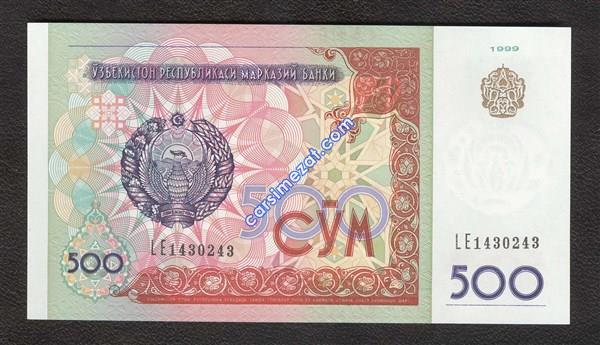 1999
ЎЗБЕКИСТОН РЕСПУБЛИКАСИ МАРКАЗИЙ БАНКИ
500
СЎМ
carsimezat.com
LE1430243
LE1430243
500
500